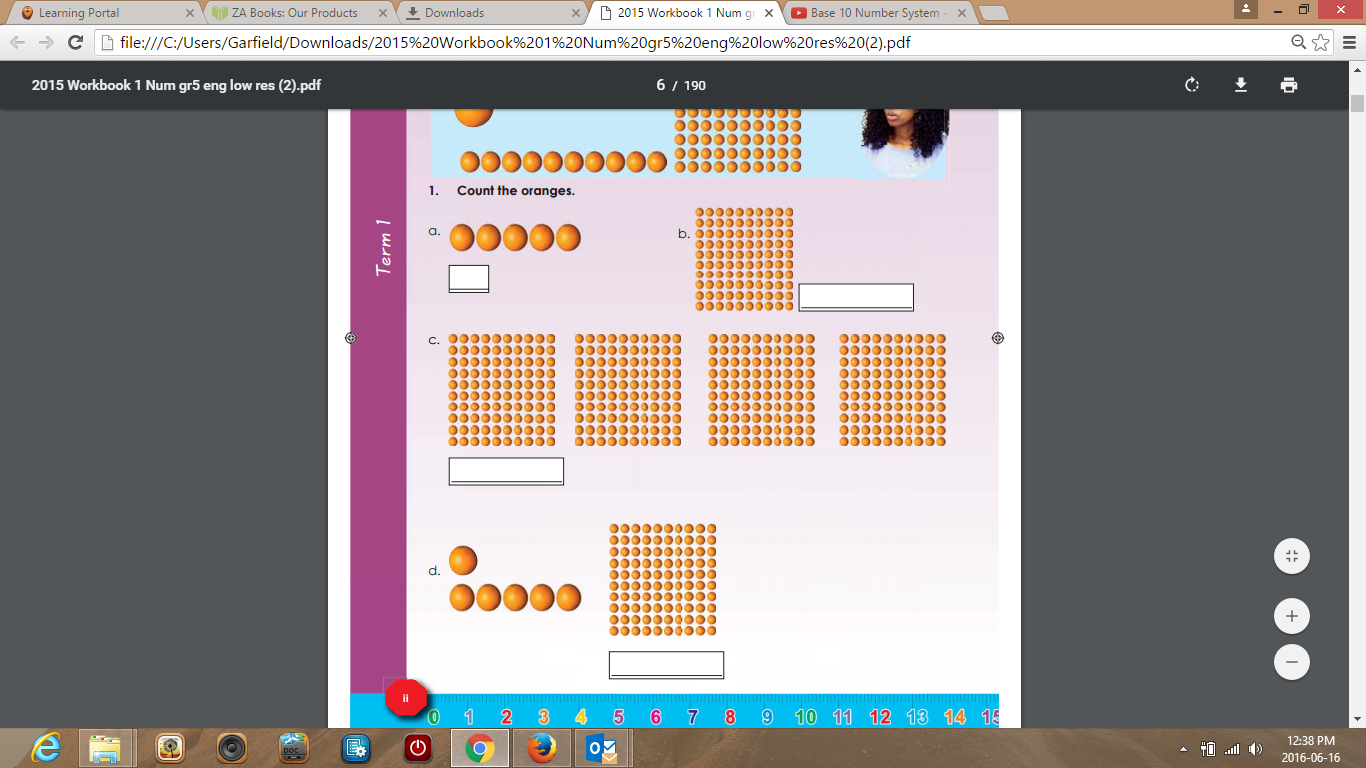 Learning Portal
ZA Books: Our Products
Downloads
2015 Workbook 1 Num gr
Base 10 Number System -
file:///C:/Users/Garfield/Downloads/2015%20Workbook%201%20Num%20gr5%20eng%20low%20res%20(2).pdf
2015 Workbook 1 Num gr5 eng low res (2).pdf
6 / 190
Term 1
1. Count the oranges.
a.
b.
c.
d.
ii
0 1 2 3 4 5 6 7 8 9 10 11 12 13 14 15
DOC
12:38 PM
2016-06-16